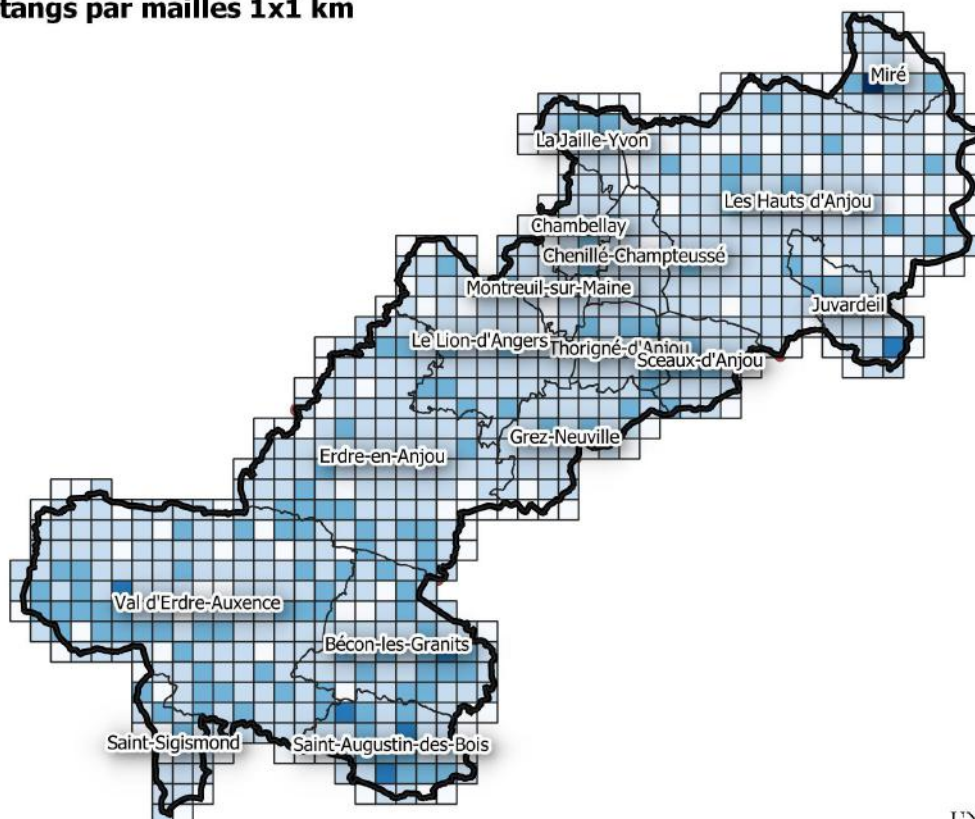 tangs par mailles 1x1 km
Miré
La Jaille-Yvon
Les Hauts d'Anjou
Chambellay
Chenillé-Champteussé
Montreuil-sur-Maine
Juvardeil
Le Lion-d'Angers
Thorigné-d'Anjou
Sceaux-d'Anjou
Grez-Neuville
Erdre-en-Anjou
Val d'Erdre-Auxence
Bécon-les-Granits
Saint-Sigismond
Saint-Augustin-des-Bois